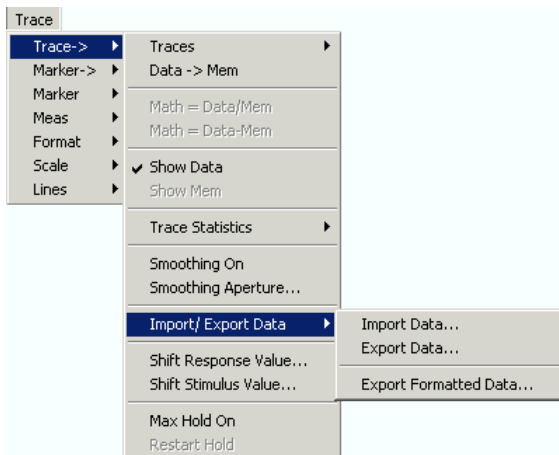 Trace
Trace->
Marker->
Marker
Meas
Format
Scale
Lines
Traces
Data -> Mem
Math = Data/Mem
Math = Data-Mem
Show Data
Show Mem
Trace Statistics
Smoothing On
Smoothing Aperture...
Import/ Export Data
Shift Response Value...
Shift Stimulus Value...
Max Hold On
Restart Hold
Import Data...
Export Data...
Export Formatted Data...